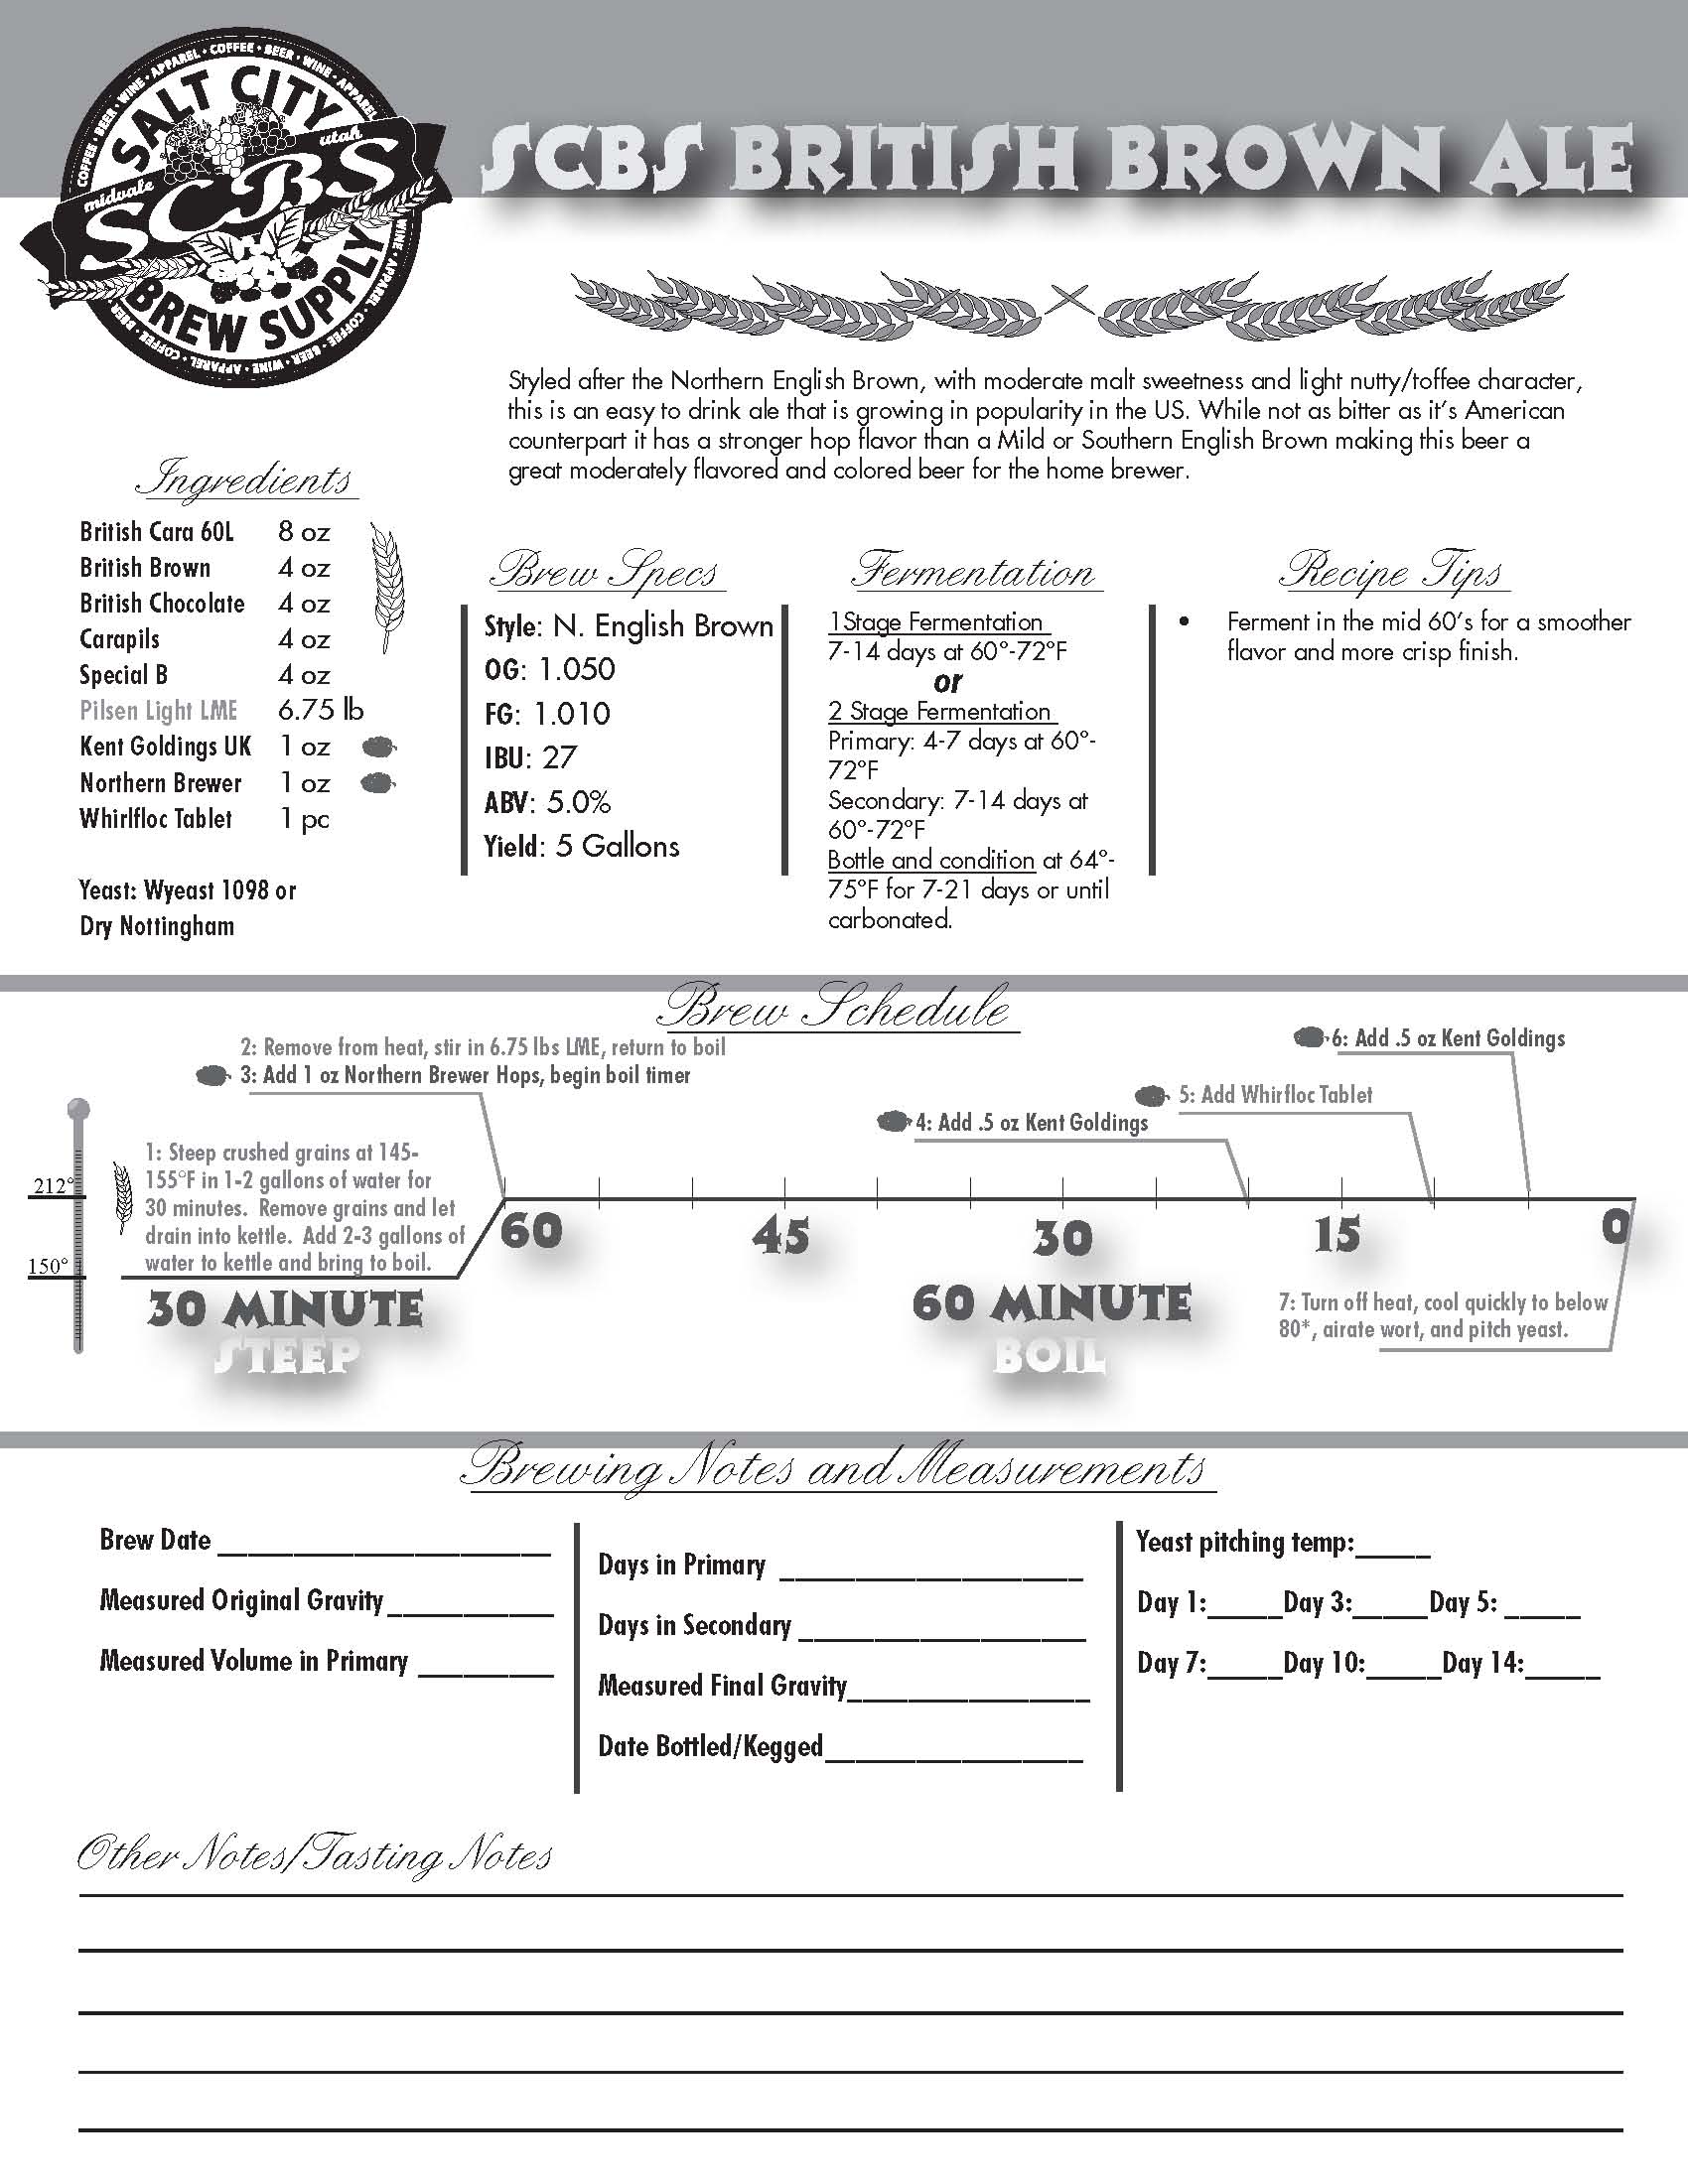 COFFEE • BEER • WINE • APPAREL • COFFEE • BEER • WINE • APPAREL
SALT CITY
midvale
utah
SCBS
BREW SUPPLY
WINE • APPAREL • COFFEE • BEER • WINE • APPAREL • COFFEE • BEER
SCBS BRITISH BROWN ALE
Styled after the Northern English Brown, with moderate malt sweetness and light nutty/toffee character,
this is an easy to drink ale that is growing in popularity in the US. While not as bitter as it's American
counterpart it has a stronger hop flavor than a Mild or Southern English Brown making this beer a
great moderately flavored and colored beer for the home brewer.
Ingredients
British Cara 60L 8 oz
British Brown 4 oz
British Chocolate 4 oz
Carapils 4 oz
Special B 4 oz
Pilsen Light LME 6.75 lb
Kent Goldings UK 1 oz
Northern Brewer 1 oz
Whirlfloc Tablet 1 pc
Yeast: Wyeast 1098 or
Dry Nottingham
Brew Specs
Style: N. English Brown
OG: 1.050
FG: 1.010
IBU: 27
ABV: 5.0%
Yield: 5 Gallons
Fermentation
1Stage Fermentation
7-14 days at 60°-72°F
or
2 Stage Fermentation
Primary: 4-7 days at 60°-
72°F
Secondary: 7-14 days at
60°-72°F
Bottle and condition at 64°-
75°F for 7-21 days or until
carbonated.
Recipe Tips
• Ferment in the mid 60's for a smoother
flavor and more crisp finish.
Brew Schedule
2: Remove from heat, stir in 6.75 lbs LME, return to boil
3: Add 1 oz Northern Brewer Hops, begin boil timer
6: Add .5 oz Kent Goldings
5: Add Whirfloc Tablet
4: Add .5 oz Kent Goldings
1: Steep crushed grains at 145-
155°F in 1-2 gallons of water for
30 minutes. Remove grains and let
drain into kettle. Add 2-3 gallons of
water to kettle and bring to boil.
212°
150°
60 45 30 15 0
30 MINUTE
STEEP
60 MINUTE
BOIL
7: Turn off heat, cool quickly to below
80*, airate wort, and pitch yeast.
Brewing Notes and Measurements
Brew Date
Measured Original Gravity
Measured Volume in Primary
Days in Primary
Days in Secondary
Measured Final Gravity
Date Bottled/Kegged
Yeast pitching temp:
Day 1: Day 3: Day 5:
Day 7: Day 10: Day 14:
Other Notes/Tasting Notes